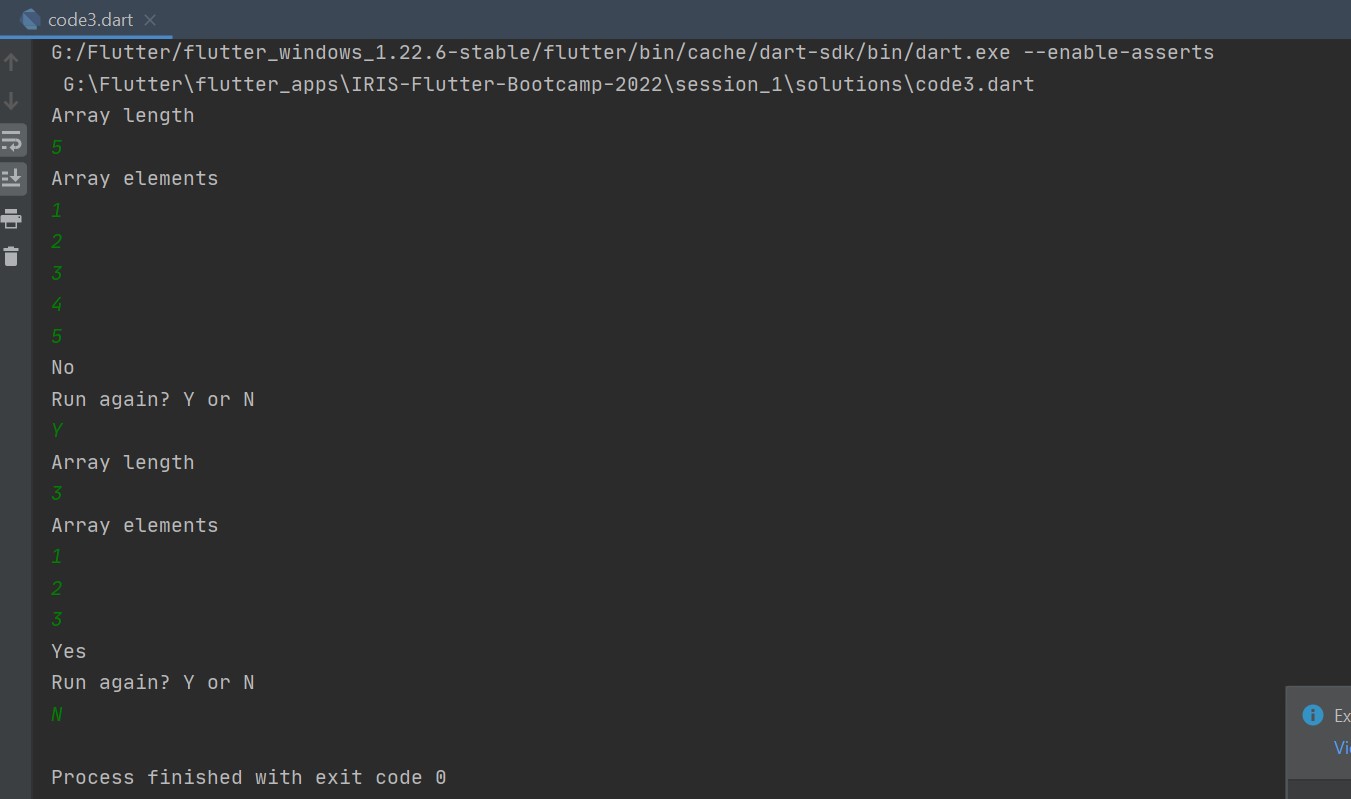 code3.dart
G:/Flutter/flutter_windows_1.22.6-stable/flutter/bin/cache/dart-sdk/bin/dart.exe --enable-asserts
G:\Flutter\flutter_apps\IRIS-Flutter-Bootcamp-2022\session_1\solutions\code3.dart
Array length
5
Array elements
1
2
3
4
5
No
Run again? Y or N
Y
Array length
3
Array elements
1
2
3
Yes
Run again? Y or N
N
Process finished with exit code 0